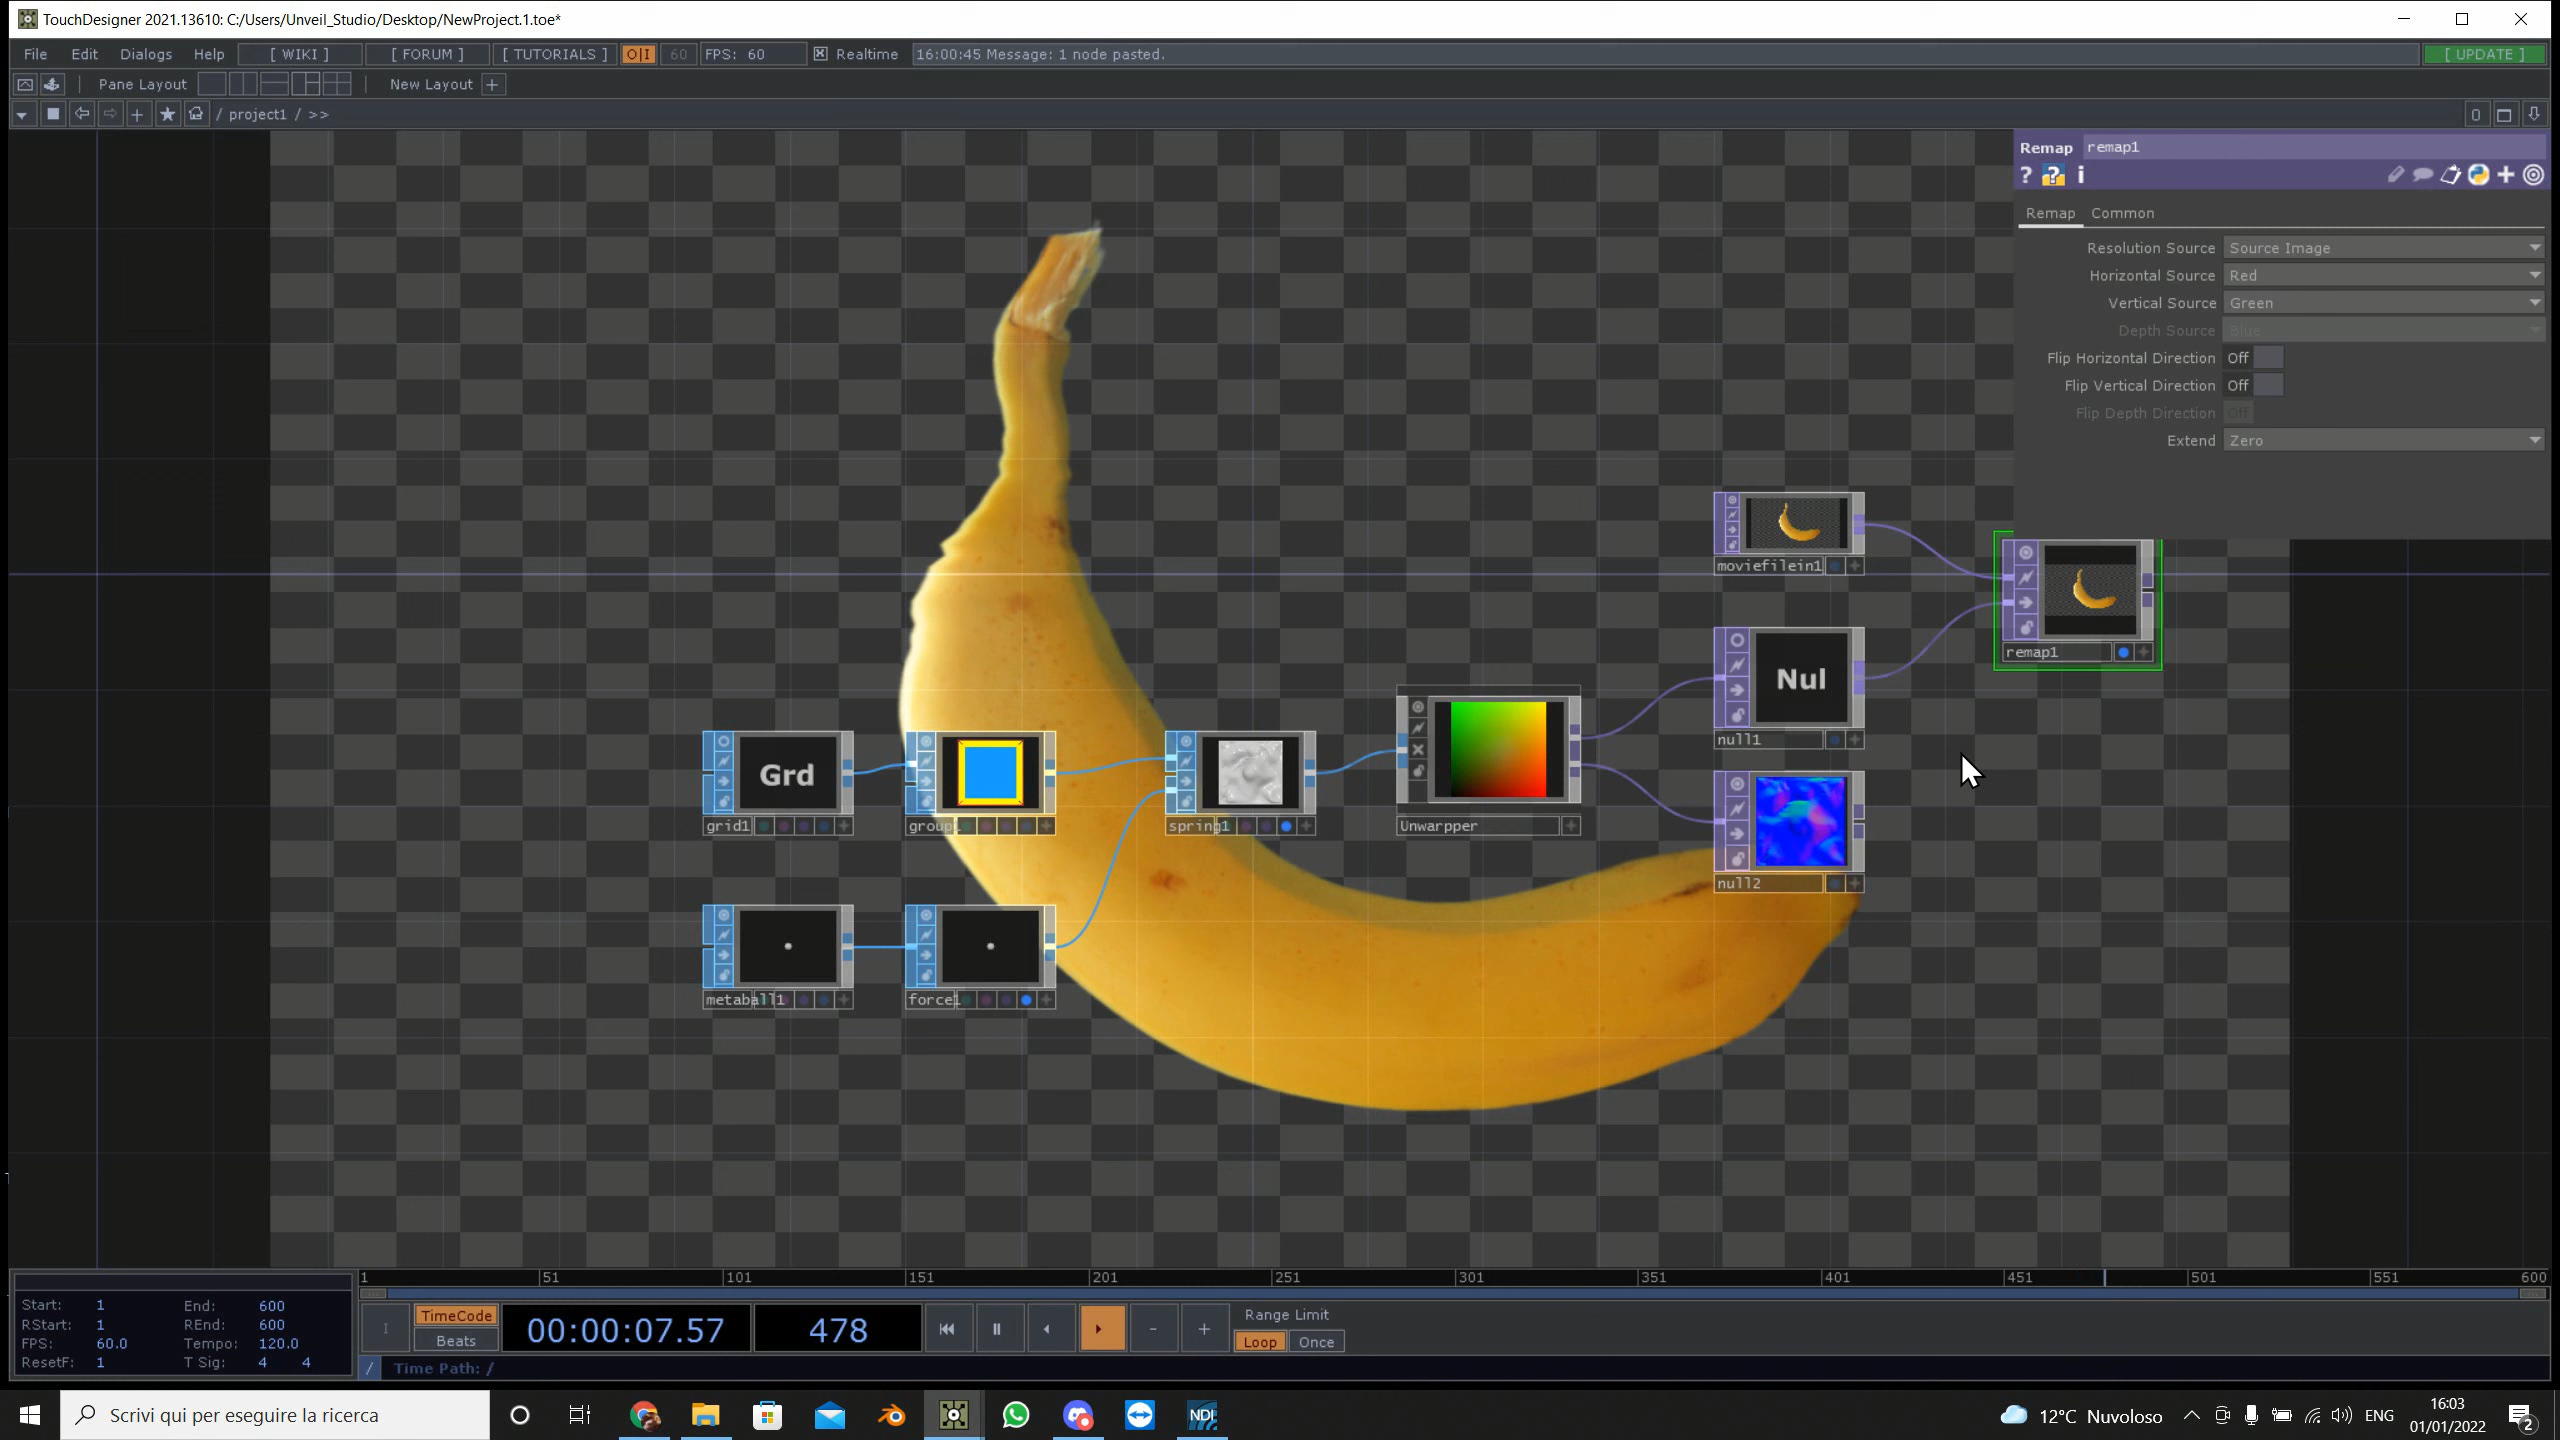 TouchDesigner 2021.13610: C:/Users/Unveil_Studio/Desktop/NewProject.1.toe*
File Edit Dialogs Help [ WIKI ] [ FORUM ] [ TUTORIALS ] O|I 60 FPS: 60 Realtime 16:00:45 Message: 1 node pasted. [ UPDATE ]
Pane Layout New Layout +
/ project1 / >> 0
Remap remap1
? ? i
Remap Common
Resolution Source Source Image
Horizontal Source Red
Vertical Source Green
Depth Source Blue
Flip Horizontal Direction Off
Flip Vertical Direction Off
Flip Depth Direction Off
Extend Zero
moviefilein1
remap1
Nul
null1
Grd
grid1
group1
spring1
Unwarpper
null2
metaball1
force1
1 51 101 151 201 251 301 351 401 451 501 551 600
Start: 1 End: 600
RStart: 1 REnd: 600
FPS: 60.0 Tempo: 120.0
ResetF: 1 T Sig: 4 4
I
TimeCode
Beats
00:00:07.57
478
- +
Range Limit
Loop Once
/ Time Path: /
Scrivi qui per eseguire la ricerca
NDI
12°C Nuvoloso
ENG
16:03
01/01/2022
2